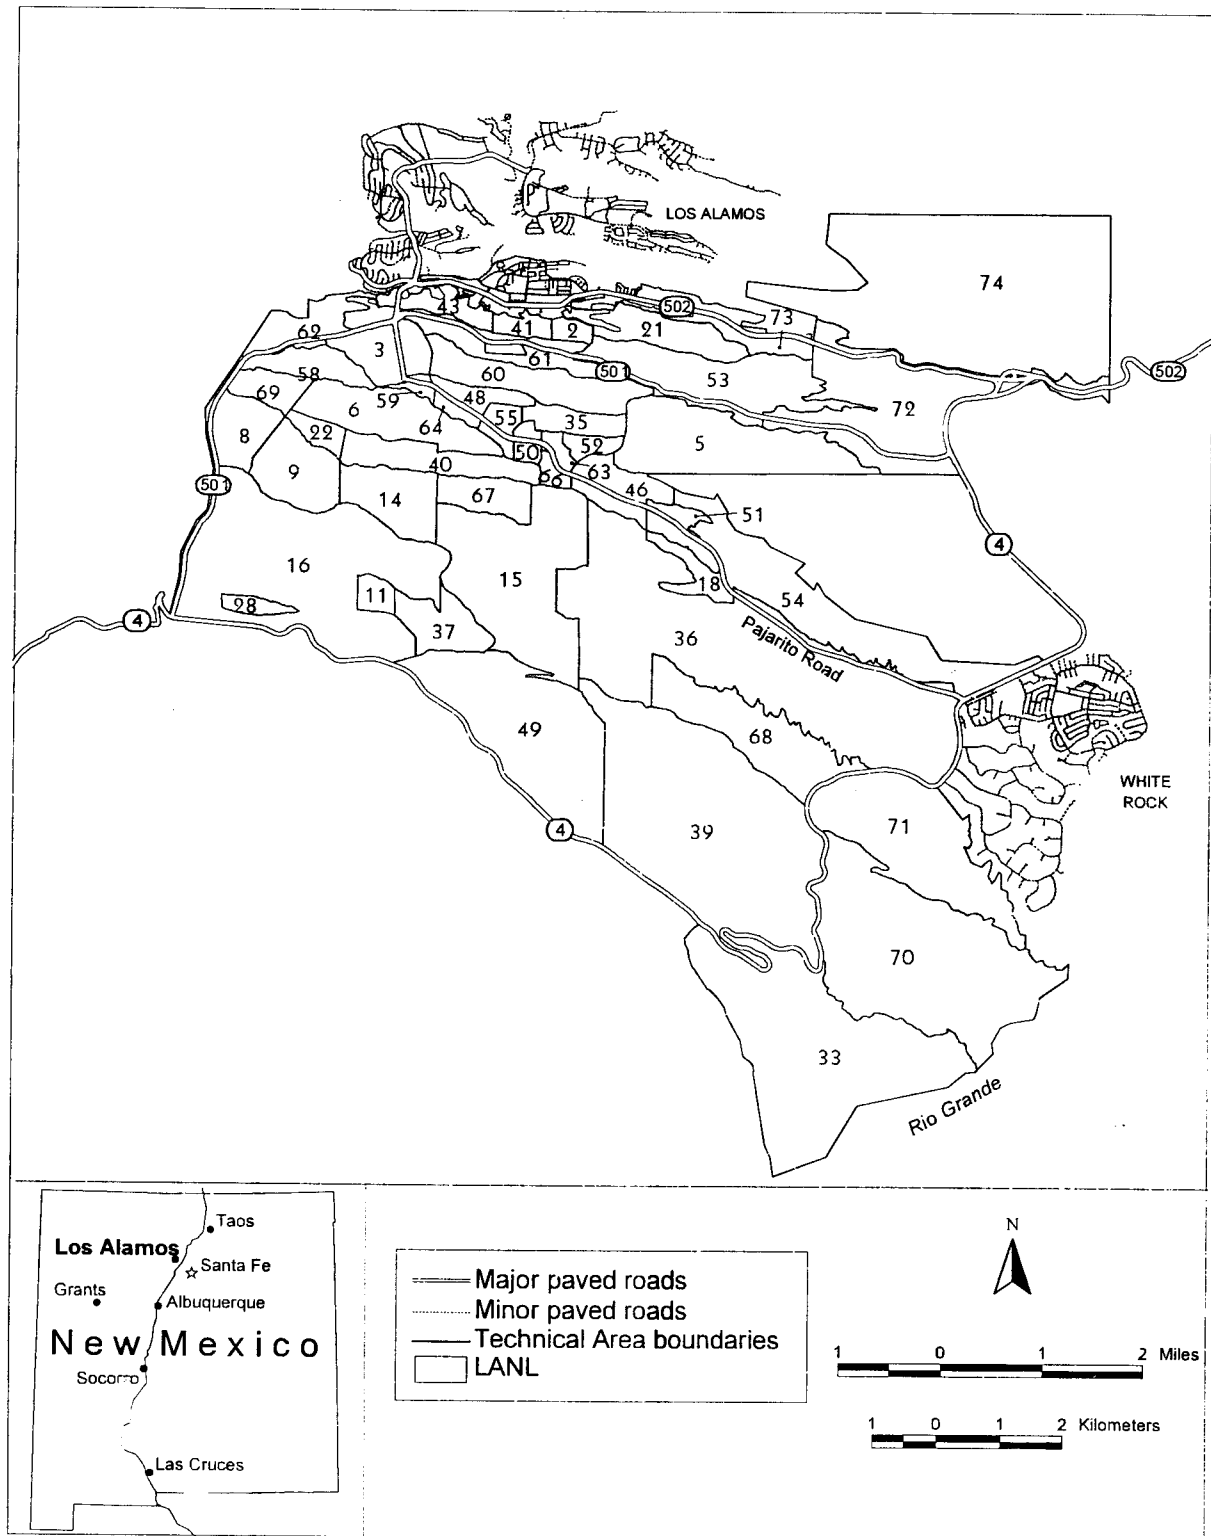 LOS ALAMOS
74
502
73
43
41
2
21
62
3
61
501
53
502
58
60
72
69
59
48
6
64
55
35
8
22
50
52
5
9
40
63
66
46
501
14
67
51
4
16
15
18
28
11
54
4
37
36
Pajarito Road
49
68
WHITE
ROCK
4
39
71
70
33
Rio Grande
Taos
Los Alamos
Santa Fe
Grants
Albuquerque
New Mexico
Socorro
Las Cruces
Major paved roads
Minor paved roads
Technical Area boundaries
LANL
N
1 0 1 2 Miles
1 0 1 2 Kilometers